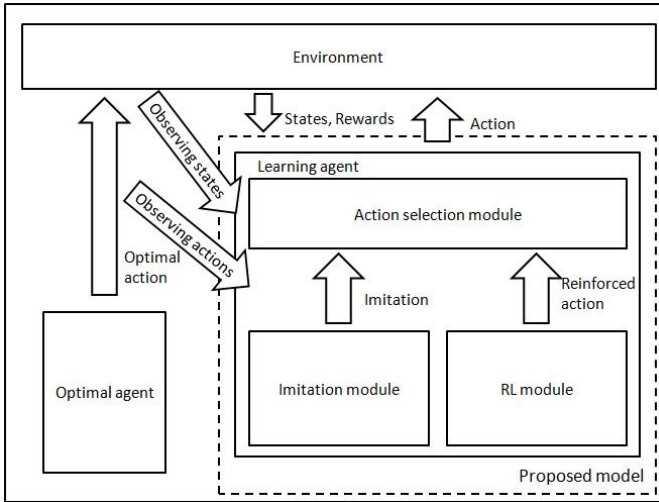 Environment
Observing states
States, Rewards
Action
Learning agent
Action selection module
Observing actions
Optimal
action
Imitation
Reinforced
action
Optimal agent
Imitation module
RL module
Proposed model